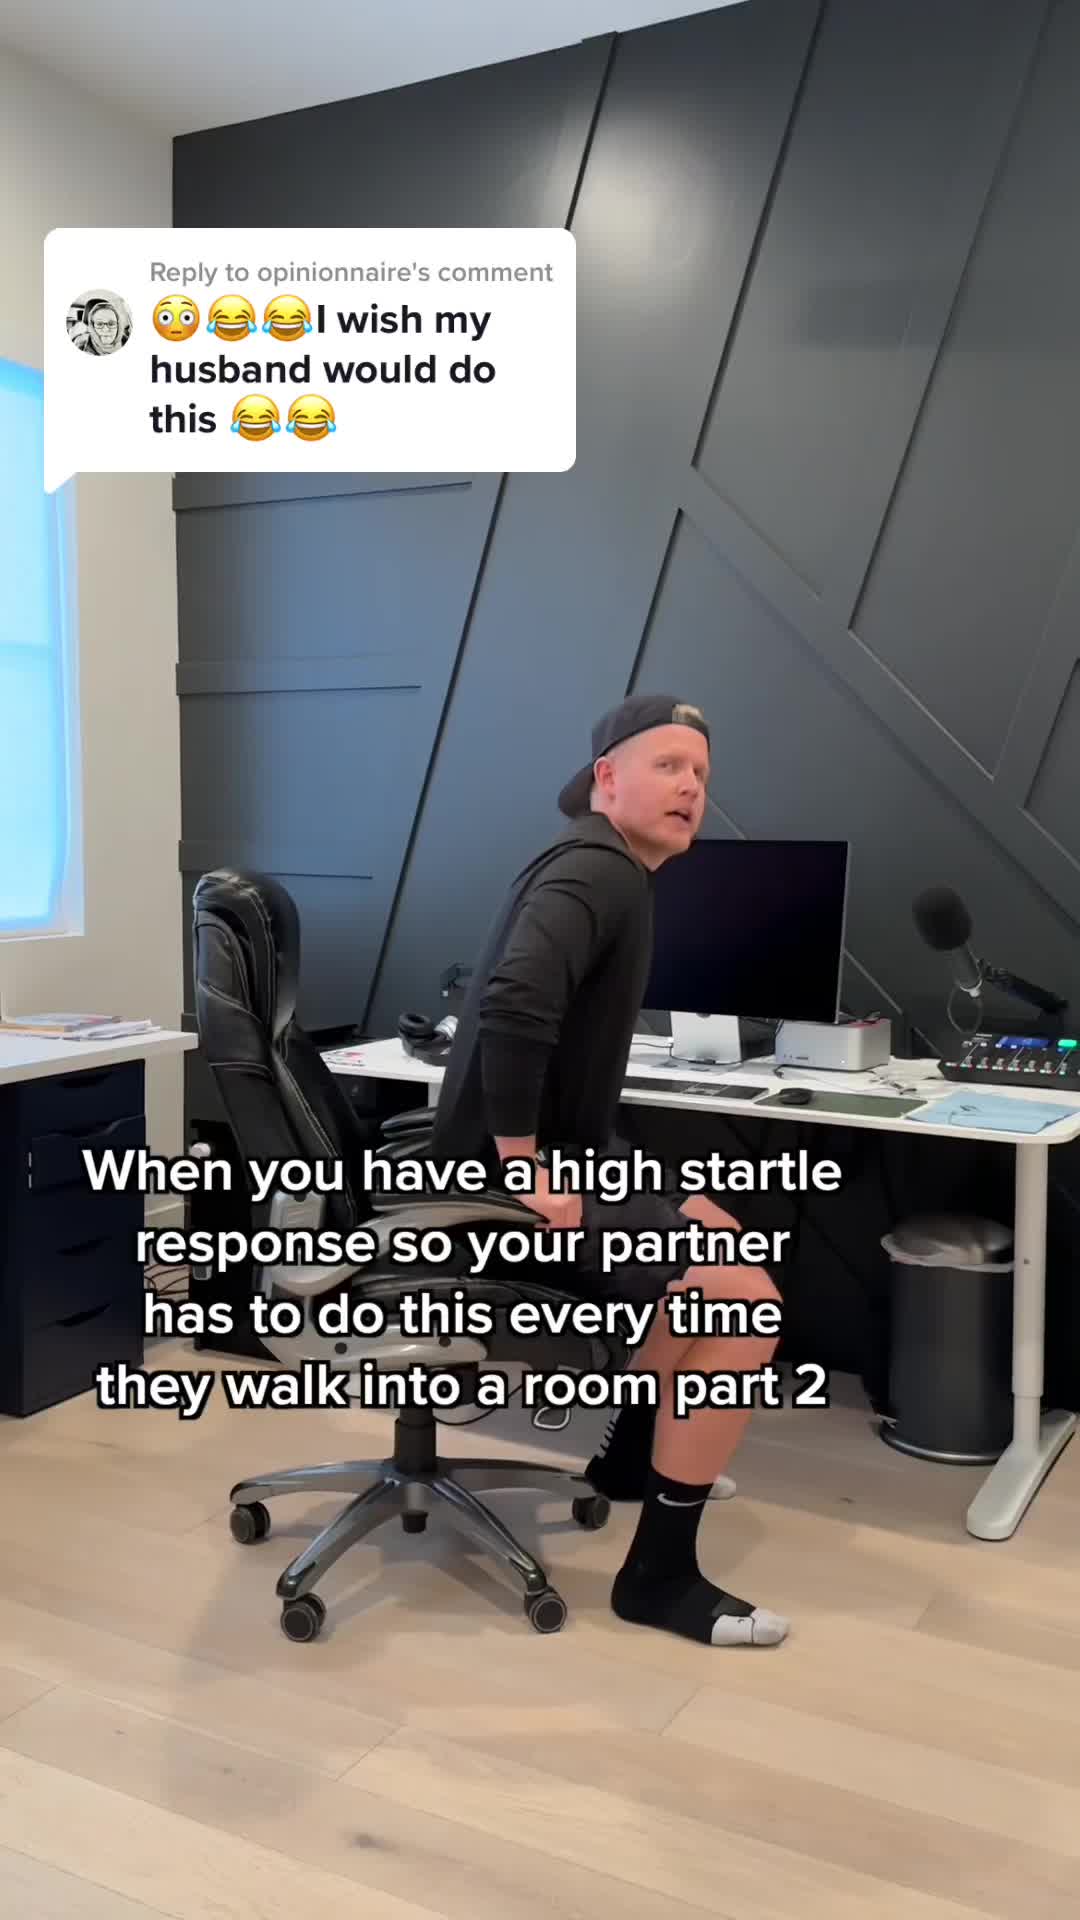 Reply to opinionnaire's comment
😳😂😂I wish my
husband would do
this 😂😂
When you have a high startle
response so your partner
has to do this every time
they walk into a room part 2